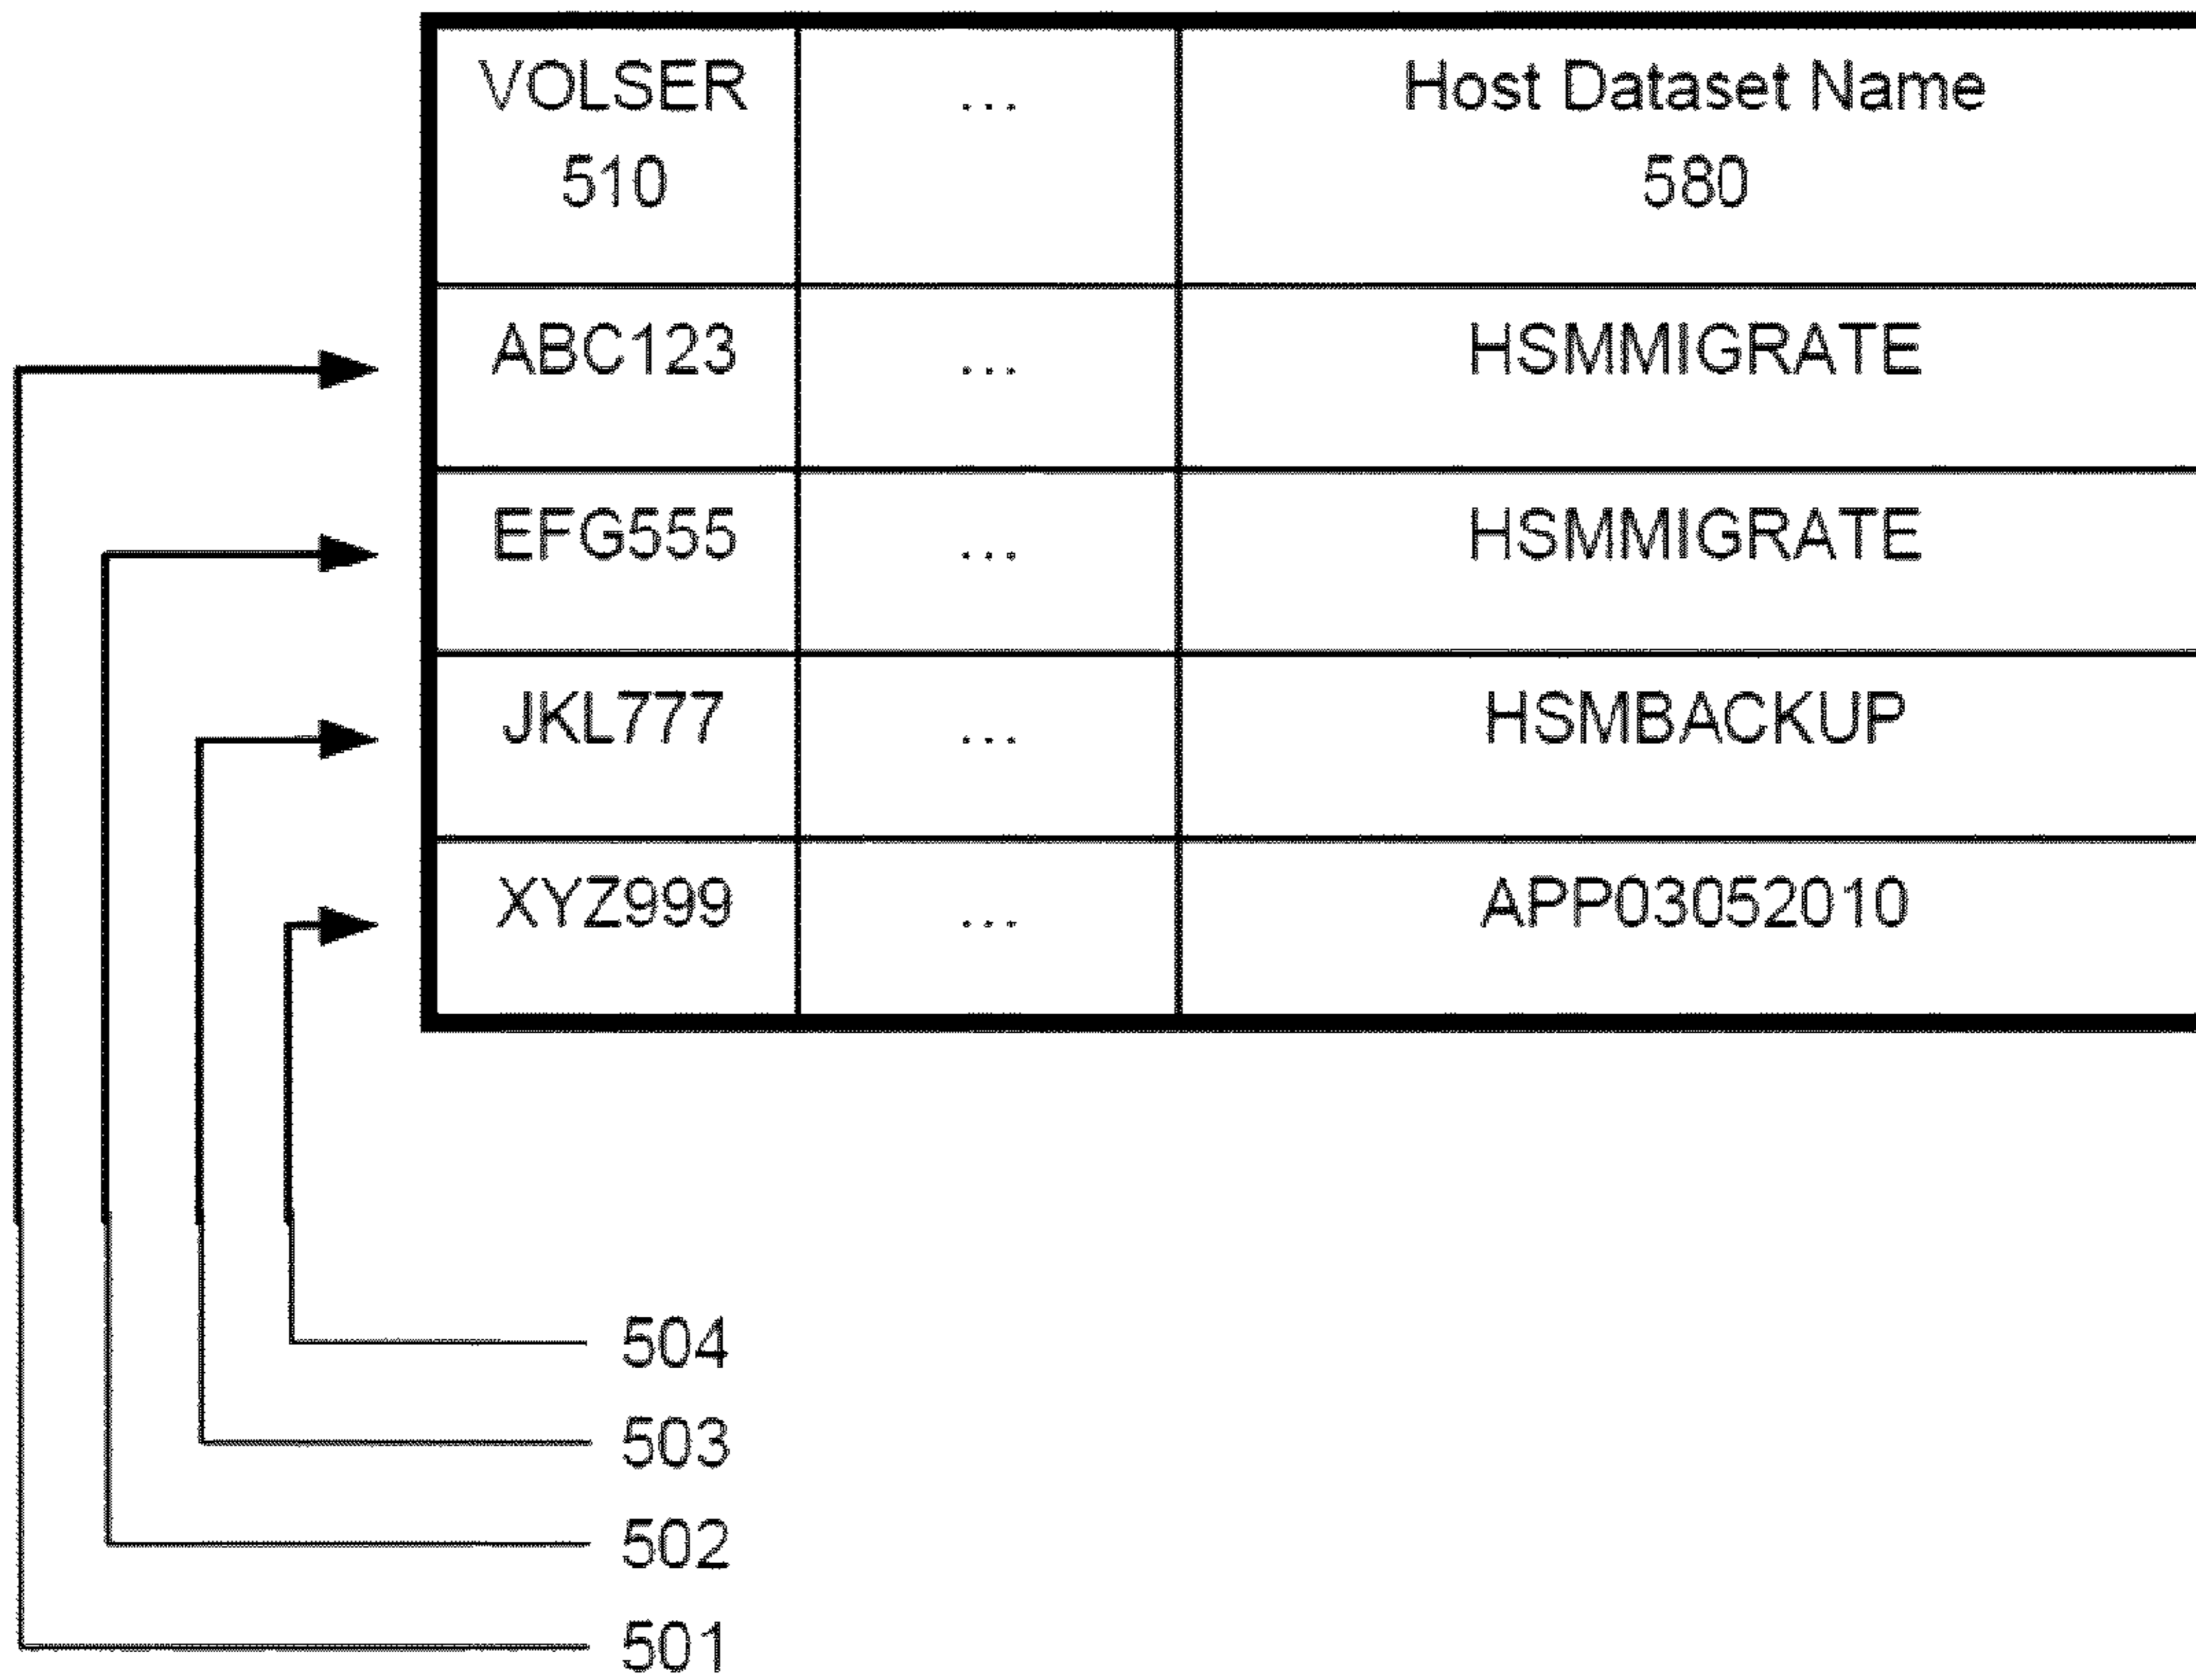 VOLSER ... Host Dataset Name
510 580
ABC123 ... HSMMIGRATE
EFG555 ... HSMMIGRATE
JKL777 ... HSMBACKUP
XYZ999 ... APP03052010
504
503
502
501